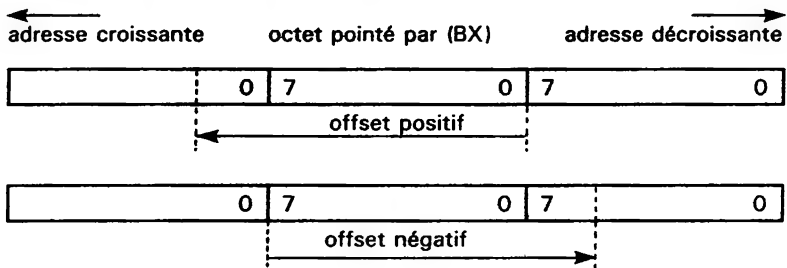 adresse croissante octet pointé par (BX) adresse décroissante
0 7 0 7 0
offset positif
0 7 0 7 0
offset négatif